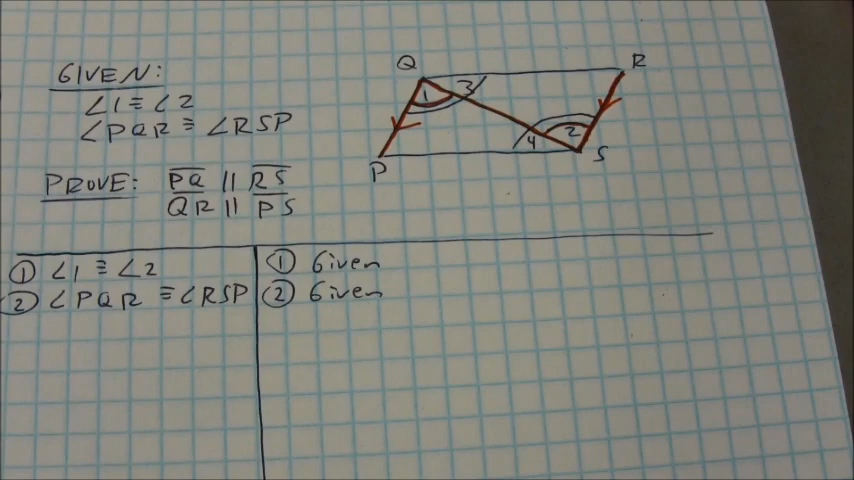 GIVEN:
∠1 ≅ ∠2
∠PQR ≅ ∠RSP
PROVE: PQ || RS
QR || PS
Q R
1 3
4 2
P S
① ∠1 ≅ ∠2 ① Given
② ∠PQR ≅ ∠RSP ② Given